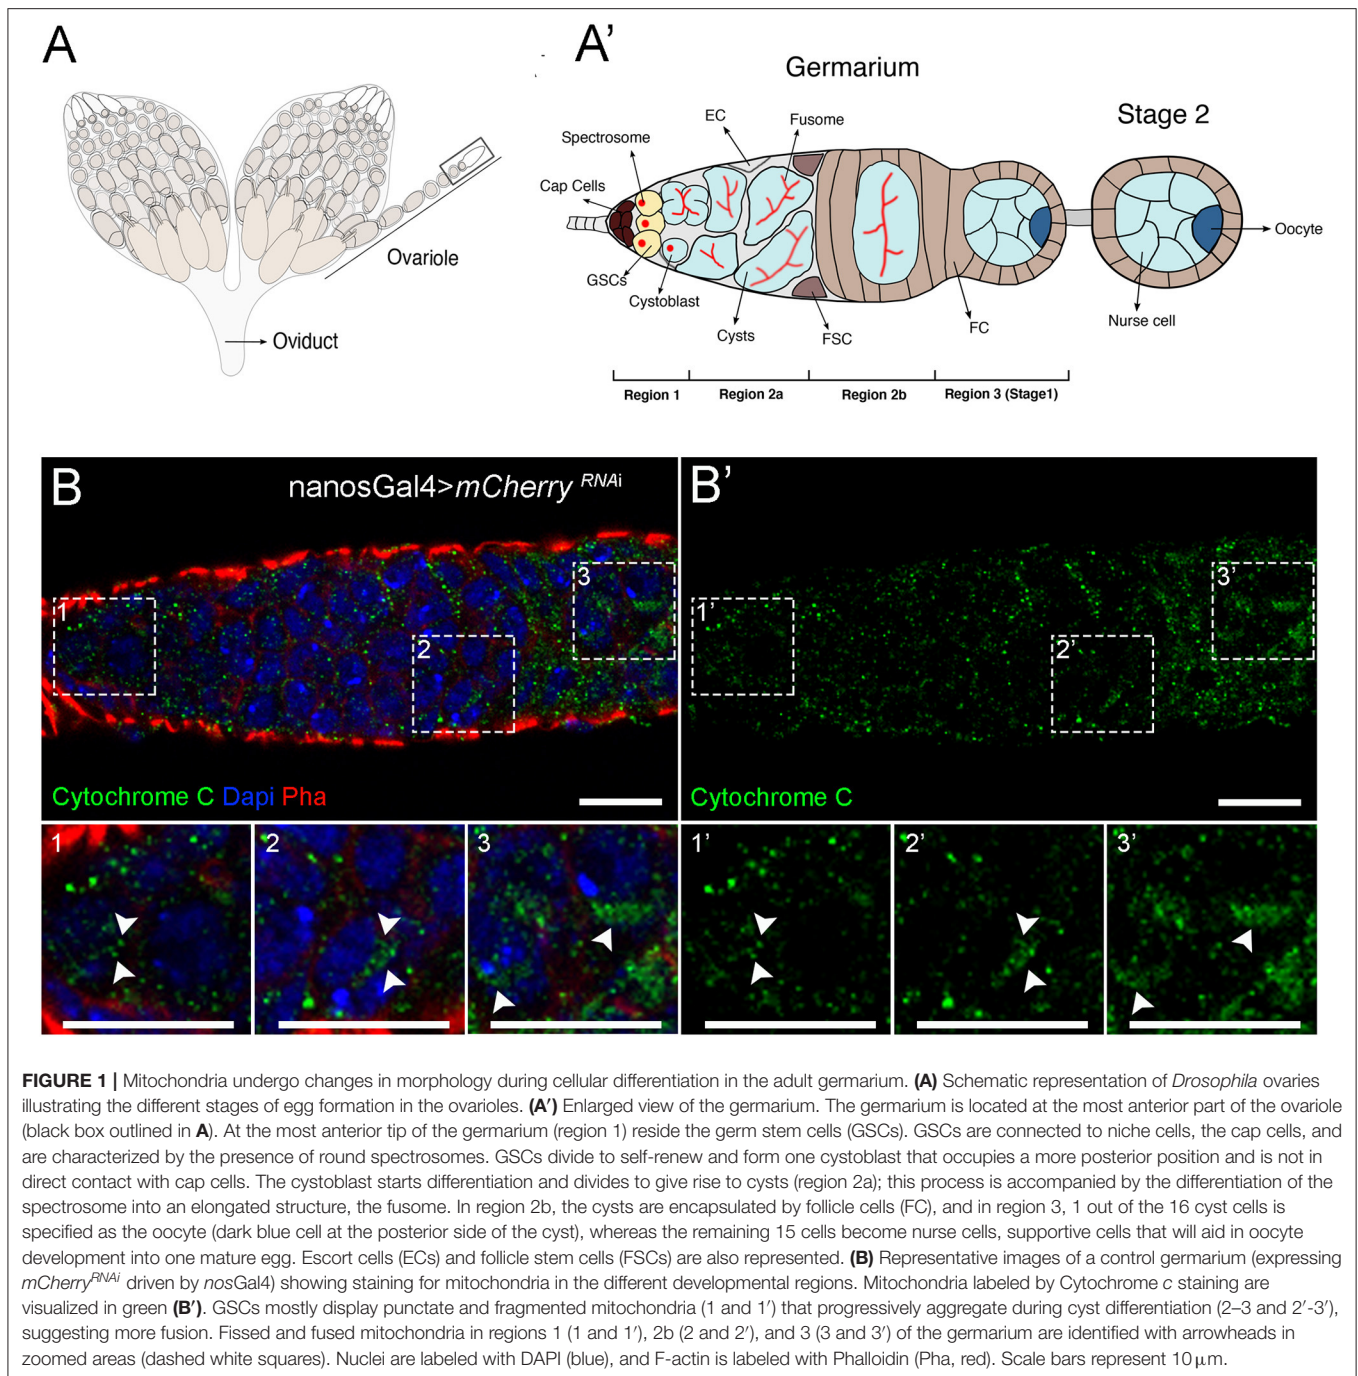 A
Ovariole
Oviduct
A’
Germarium
Stage 2
EC
Fusome
Spectrosome
Cap Cells
GSCs
Cystoblast
Cysts
FSC
FC
Nurse cell
Oocyte
Region 1
Region 2a
Region 2b
Region 3 (Stage1)
B
nanosGal4>mCherry RNAi
1
2
3
Cytochrome C Dapi Pha
B’
1’
2’
3’
Cytochrome C
1
2
3
1’
2’
3’
FIGURE 1 | Mitochondria undergo changes in morphology during cellular differentiation in the adult germarium. (A) Schematic representation of Drosophila ovaries
illustrating the different stages of egg formation in the ovarioles. (A′) Enlarged view of the germarium. The germarium is located at the most anterior part of the ovariole
(black box outlined in A). At the most anterior tip of the germarium (region 1) reside the germ stem cells (GSCs). GSCs are connected to niche cells, the cap cells, and
are characterized by the presence of round spectrosomes. GSCs divide to self-renew and form one cystoblast that occupies a more posterior position and is not in
direct contact with cap cells. The cystoblast starts differentiation and divides to give rise to cysts (region 2a); this process is accompanied by the differentiation of the
spectrosome into an elongated structure, the fusome. In region 2b, the cysts are encapsulated by follicle cells (FC), and in region 3, 1 out of the 16 cyst cells is
specified as the oocyte (dark blue cell at the posterior side of the cyst), whereas the remaining 15 cells become nurse cells, supportive cells that will aid in oocyte
development into one mature egg. Escort cells (ECs) and follicle stem cells (FSCs) are also represented. (B) Representative images of a control germarium (expressing
mCherryRNAi driven by nosGal4) showing staining for mitochondria in the different developmental regions. Mitochondria labeled by Cytochrome c staining are
visualized in green (B′). GSCs mostly display punctate and fragmented mitochondria (1 and 1′) that progressively aggregate during cyst differentiation (2–3 and 2′-3′),
suggesting more fusion. Fissed and fused mitochondria in regions 1 (1 and 1′), 2b (2 and 2′), and 3 (3 and 3′) of the germarium are identified with arrowheads in
zoomed areas (dashed white squares). Nuclei are labeled with DAPI (blue), and F-actin is labeled with Phalloidin (Pha, red). Scale bars represent 10 µm.